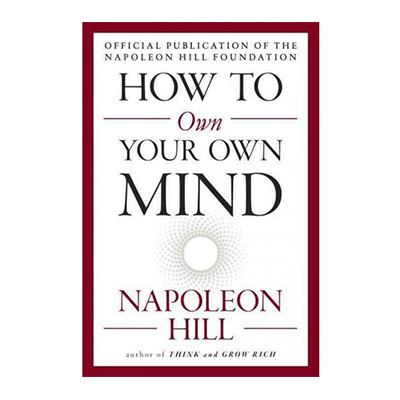 OFFICIAL PUBLICATION OF THE
NAPOLEON HILL FOUNDATION
HOW TO
Own
YOUR OWN
MIND
NAPOLEON
HILL
author of THINK and GROW RICH